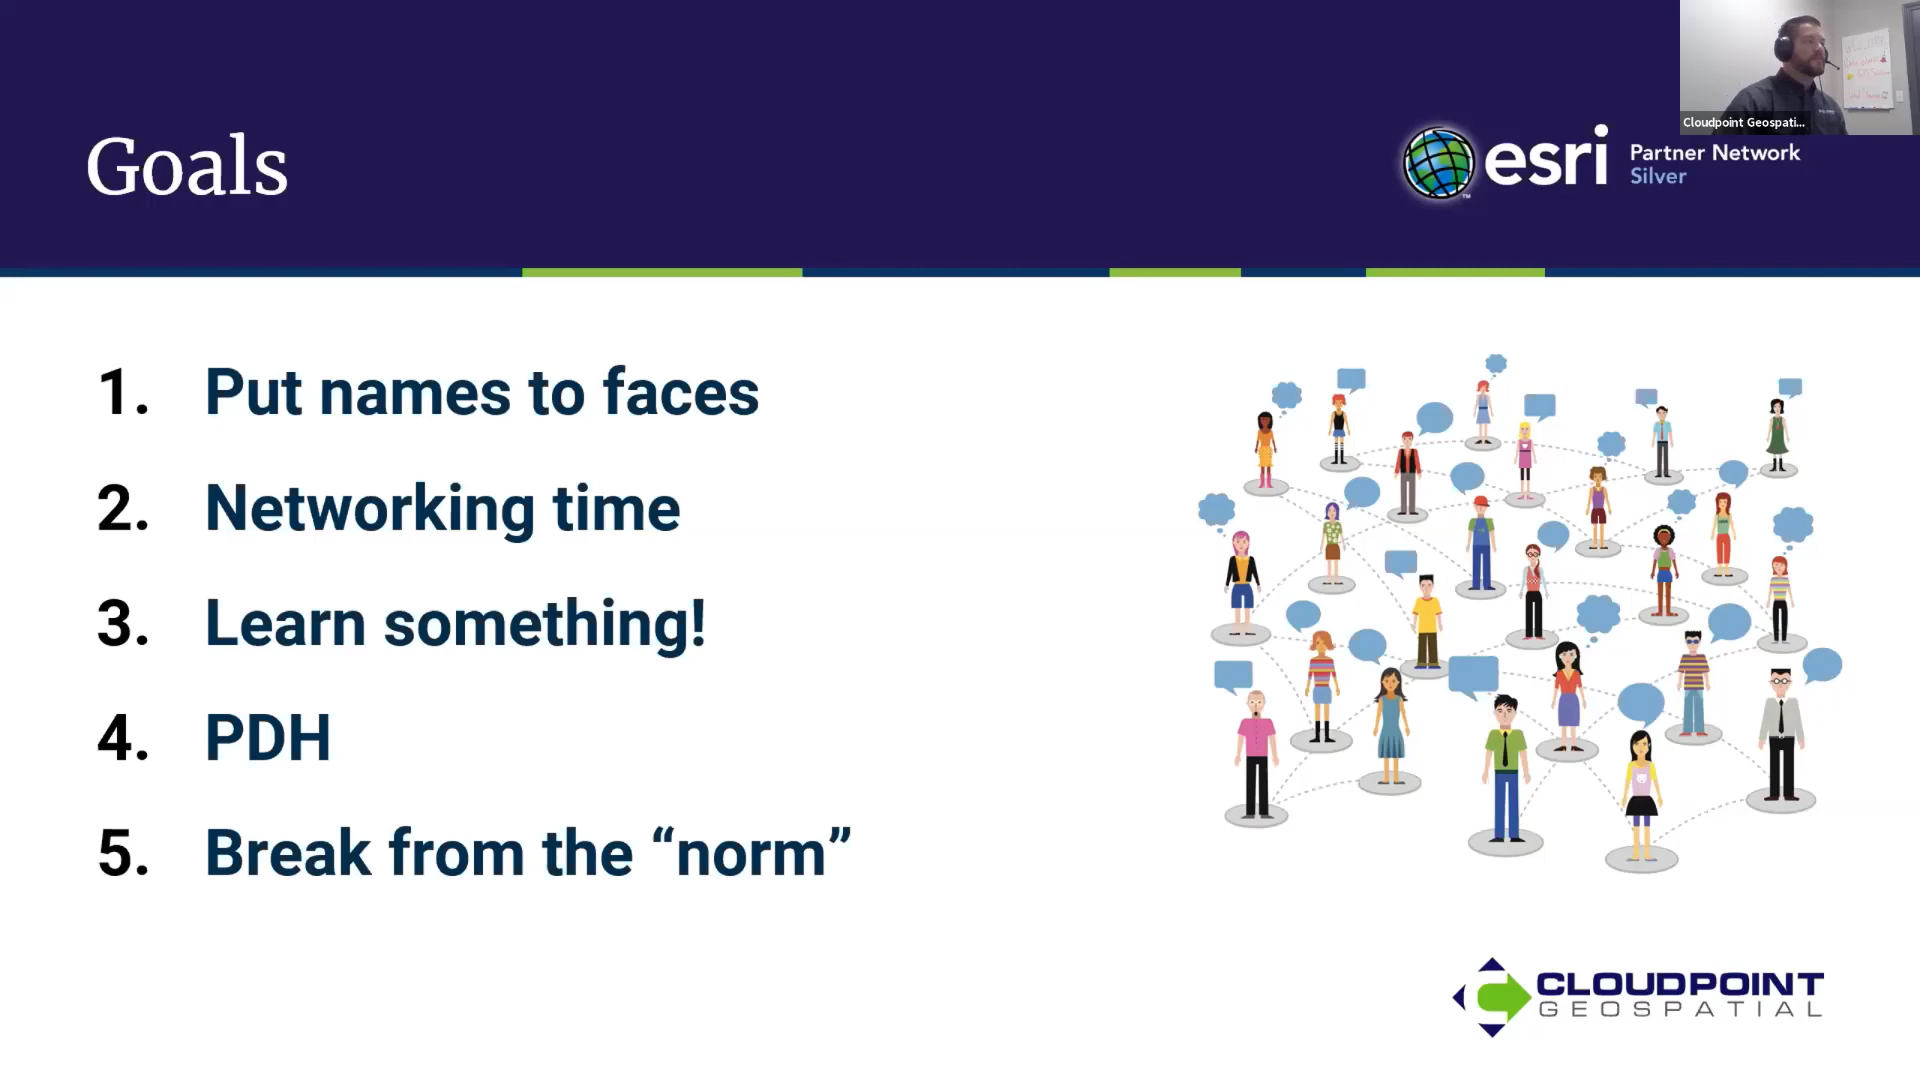 Goals
esri
Partner Network
Silver
TM
Cloudpoint Geospati...
1. Put names to faces
2. Networking time
3. Learn something!
4. PDH
5. Break from the “norm”
CLOUDPOINT
GEOSPATIAL